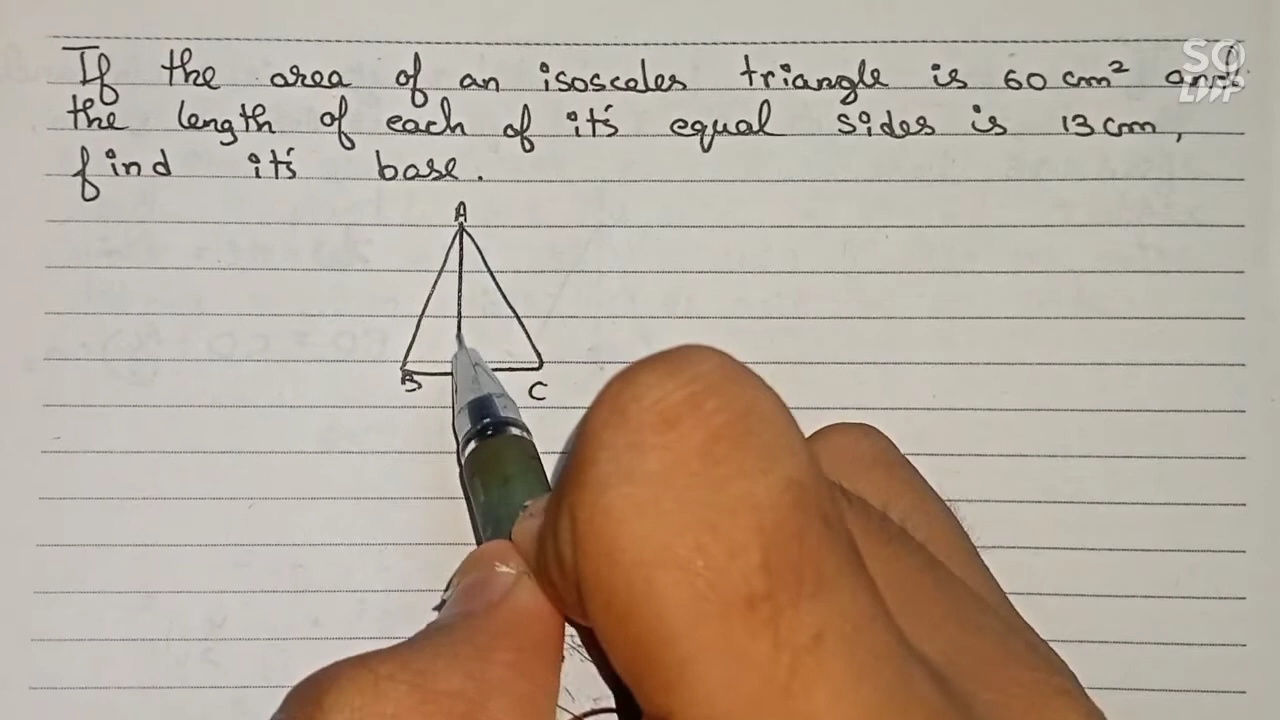 If the area of an isosceles triangle is 60 cm² and
the length of each of it's equal sides is 13 cm,
find it's base.
A
B C